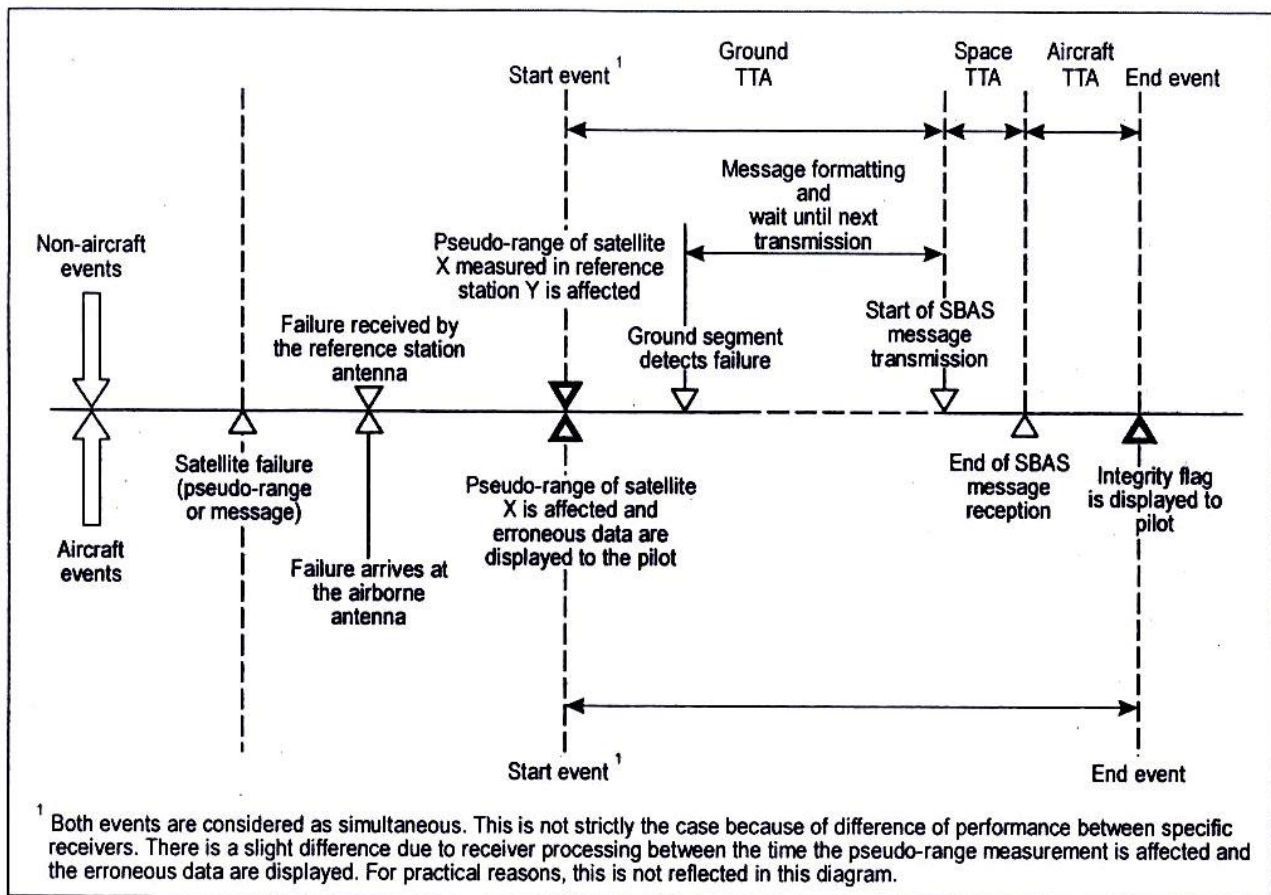 Start event 1
Ground
TTA
Space
TTA
Aircraft
TTA
End event
Message formatting
and
wait until next
transmission
Non-aircraft
events
Pseudo-range of satellite
X measured in reference
station Y is affected
Failure received by
the reference station
antenna
Ground segment
detects failure
Start of SBAS
message
transmission
Satellite failure
(pseudo-range
or message)
Aircraft
events
Failure arrives at
the airborne
antenna
Pseudo-range of satellite
X is affected and
erroneous data are
displayed to the pilot
End of SBAS
message
reception
Integrity flag
is displayed to
pilot
Start event 1
End event
1 Both events are considered as simultaneous. This is not strictly the case because of difference of performance between specific
receivers. There is a slight difference due to receiver processing between the time the pseudo-range measurement is affected and
the erroneous data are displayed. For practical reasons, this is not reflected in this diagram.